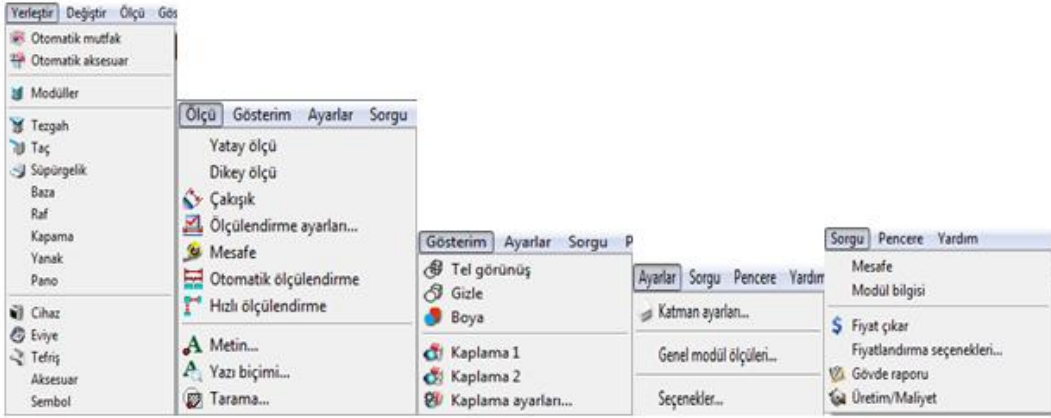 Yerleştir Değiştir Ölçü Gös
Otomatik mutfak
Otomatik aksesuar
Modüller
Tezgah
Taç
Süpürgelik
Baza
Raf
Kapama
Yanak
Pano
Cihaz
Eviye
Tefriş
Aksesuar
Sembol
Ölçü Gösterim Ayarlar Sorgu
Yatay ölçü
Dikey ölçü
Çakışık
Ölçülendirme ayarları...
Mesafe
Otomatik ölçülendirme
Hızlı ölçülendirme
Metin...
Yazı biçimi...
Tarama...
Gösterim Ayarlar Sorgu P
Tel görünüş
Gizle
Boya
Kaplama 1
Kaplama 2
Kaplama ayarları...
Ayarlar Sorgu Pencere Yardım
Katman ayarları...
Genel modül ölçüleri...
Seçenekler...
Sorgu Pencere Yardım
Mesafe
Modül bilgisi
Fiyat çıkar
Fiyatlandırma seçenekleri...
Gövde raporu
Üretim/Maliyet